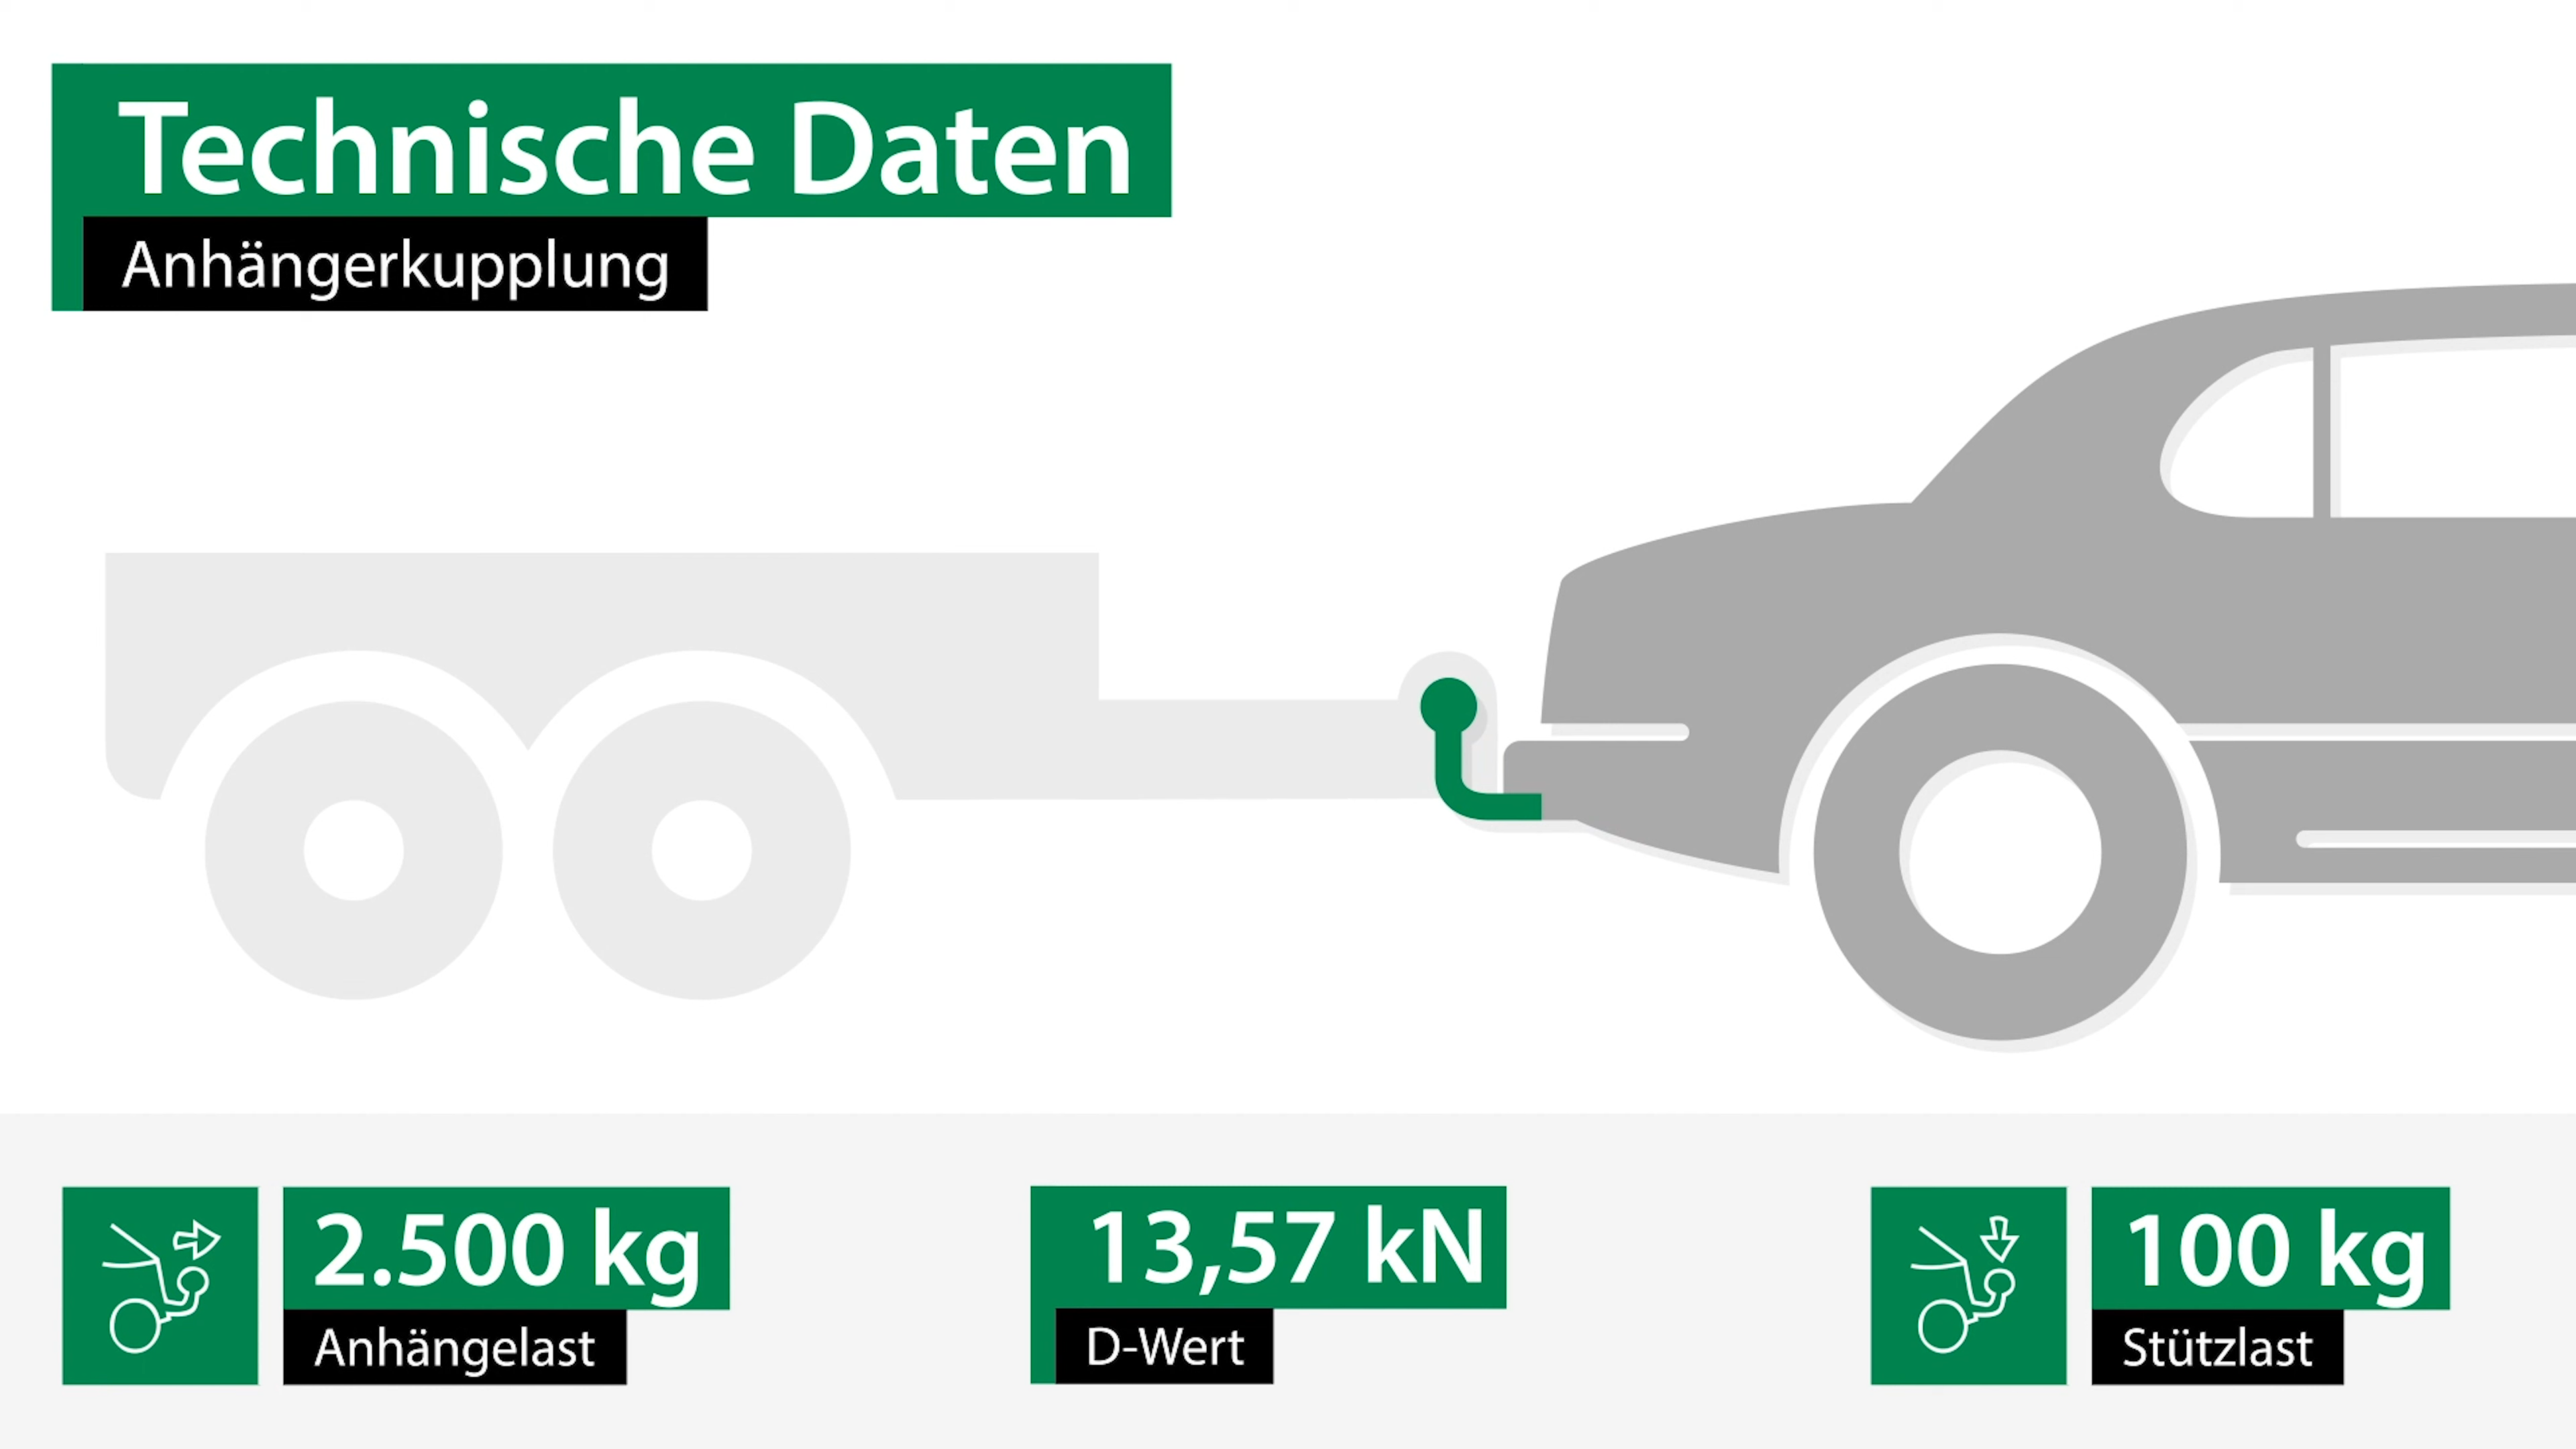 Technische Daten
Anhängerkupplung
2.500 kg
Anhängelast
13,57 kN
D-Wert
100 kg
Stützlast